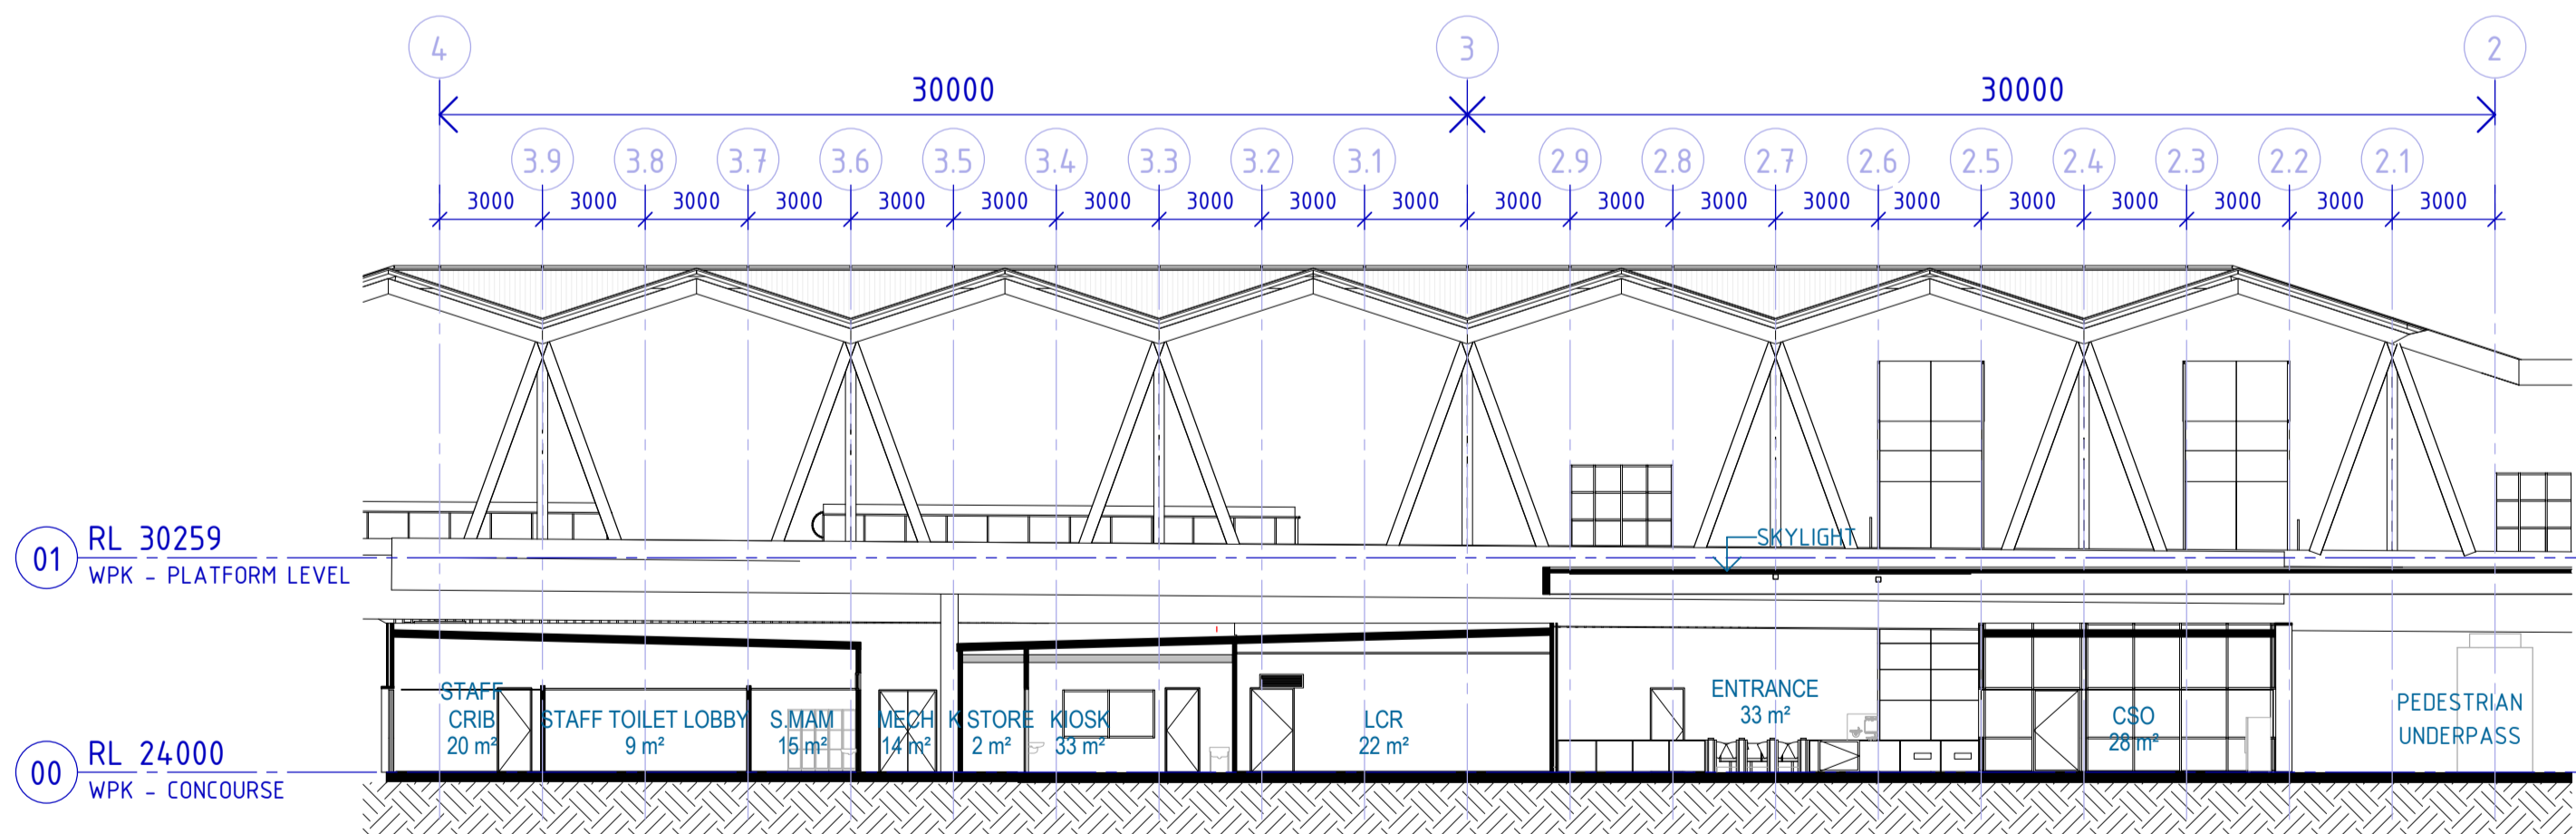 4 3 2
30000 30000
3.9 3.8 3.7 3.6 3.5 3.4 3.3 3.2 3.1 2.9 2.8 2.7 2.6 2.5 2.4 2.3 2.2 2.1
3000 3000 3000 3000 3000 3000 3000 3000 3000 3000 3000 3000 3000 3000 3000 3000 3000 3000 3000 3000
01 RL 30259
WPK - PLATFORM LEVEL
SKYLIGHT
STAFF
CRIB
20 m²
STAFF TOILET LOBBY
9 m²
S.MAM
15 m²
MECH
14 m²
K STORE
2 m²
KIOSK
33 m²
LCR
22 m²
ENTRANCE
33 m²
CSO
28 m²
PEDESTRIAN
UNDERPASS
00 RL 24000
WPK - CONCOURSE